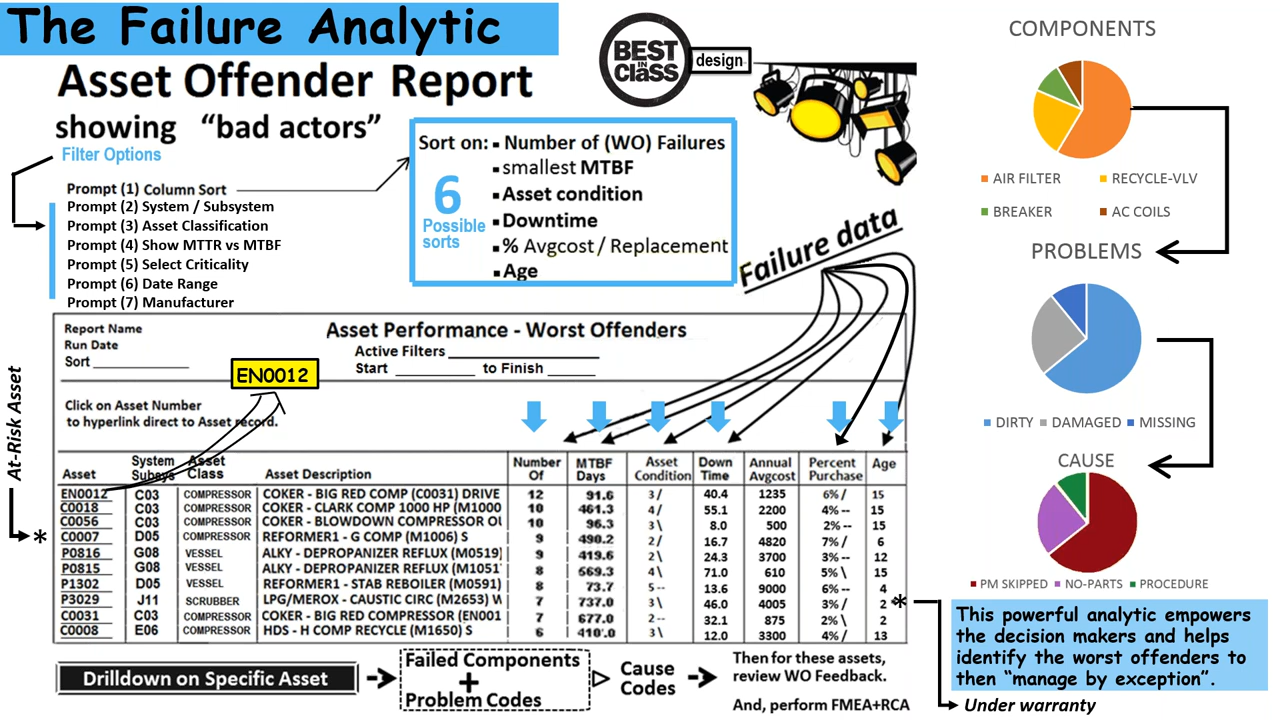 The Failure Analytic
Asset Offender Report
showing "bad actors"
BEST IN ClaSS
design
Filter Options
Prompt (1) Column Sort
Prompt (2) System / Subsystem
Prompt (3) Asset Classification
Prompt (4) Show MTTR vs MTBF
Prompt (5) Select Criticality
Prompt (6) Date Range
Prompt (7) Manufacturer
Sort on:
6
Possible
sorts
Number of (WO) Failures
smallest MTBF
Asset condition
Downtime
% Avgcost / Replacement
Age
Failure data
Report Name
Run Date
Sort
Asset Performance - Worst Offenders
Active Filters
Start to Finish
EN0012
Click on Asset Number
to hyperlink direct to Asset record.
At-Risk Asset
*
Asset System Subsys Asset Class Asset Description Number Of MTBF Days Asset Condition Down Time Annual Avgcost Percent Purchase Age
EN0012 C03 COMPRESSOR COKER - BIG RED COMP (C0031) DRIVE 12 91.6 3 / 40.4 1235 6% / 15
C0018 C03 COMPRESSOR COKER - CLARK COMP 1000 HP (M1000 10 461.3 4 / 55.1 2200 4% -- 15
C0056 C03 COMPRESSOR COKER - BLOWDOWN COMPRESSOR OU 10 96.3 3 \ 8.0 500 2% -- 15
C0007 D05 COMPRESSOR REFORMER1 - G COMP (M1006) S 9 490.2 2 / 16.7 4820 7% / 6
P0816 G08 VESSEL ALKY - DEPROPANIZER REFLUX (M0519) 9 419.6 2 \ 24.3 3700 3% -- 12
P0815 G08 VESSEL ALKY - DEPROPANIZER REFLUX (M1051 8 569.3 4 \ 71.0 610 5% \ 15
P1302 D05 VESSEL REFORMER1 - STAB REBOILER (M0591) 8 73.7 5 -- 13.6 9000 6% -- 4
P3029 J11 SCRUBBER LPG/MEROX - CAUSTIC CIRC (M2653) W 7 737.0 3 \ 46.0 4005 3% / 2 *
C0031 C03 COMPRESSOR COKER - BIG RED COMPRESSOR (EN001 7 677.0 2 -- 32.1 875 2% \ 2
C0008 E06 COMPRESSOR HDS - H COMP RECYCLE (M1650) S 6 410.0 3 \ 12.0 3300 4% / 13
Drilldown on Specific Asset
Failed Components
+
Problem Codes
Cause
Codes
Then for these assets,
review WO Feedback.
And, perform FMEA+RCA
COMPONENTS
AIR FILTER RECYCLE-VLV
BREAKER AC COILS
PROBLEMS
DIRTY DAMAGED MISSING
CAUSE
PM SKIPPED NO-PARTS PROCEDURE
This powerful analytic empowers
the decision makers and helps
identify the worst offenders to
then "manage by exception".
Under warranty